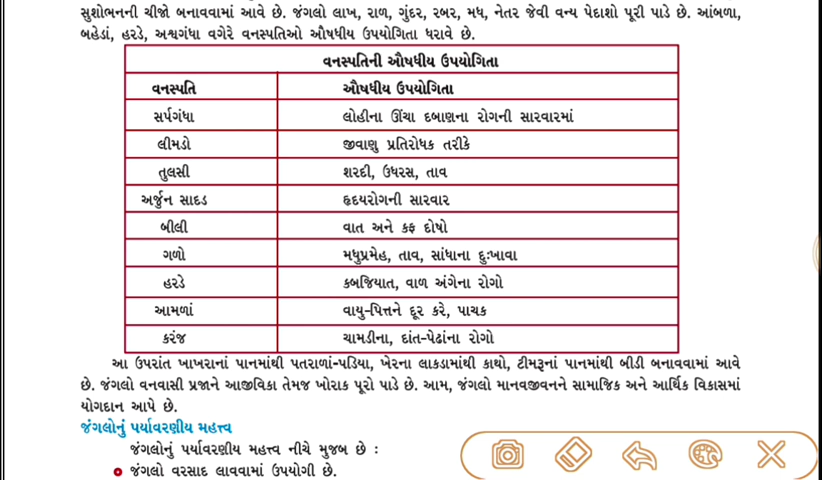 સુશોભનની ચીજો બનાવવામાં આવે છે. જંગલો લાખ, રાળ, ગુંદર, રબર, મધ, નેતર જેવી વન્ય પેદાશો પૂરી પાડે છે. આંબળા,
બહેડાં, હરડે, અશ્વગંધા વગેરે વનસ્પતિઓ ઔષધીય ઉપયોગિતા ધરાવે છે.
વનસ્પતિની ઔષધીય ઉપયોગિતા
વનસ્પતિ ઔષધીય ઉપયોગિતા
સર્પગંધા લોહીના ઊંચા દબાણના રોગની સારવારમાં
લીમડો જીવાણુ પ્રતિરોધક તરીકે
તુલસી શરદી, ઉધરસ, તાવ
અર્જુન સાદડ હૃદયરોગની સારવાર
બીલી વાત અને કફ દોષો
ગળો મધુપ્રમેહ, તાવ, સાંધાના દુઃખાવા
હરડે કબજિયાત, વાળ અંગેના રોગો
આમળાં વાયુ-પિત્તને દૂર કરે, પાચક
કરંજ ચામડીના, દાંત-પેઢાંના રોગો
આ ઉપરાંત ખાખરાનાં પાનમાંથી પતરાળાં-પડિયા, ખેરના લાકડામાંથી કાથો, ટીમરૂનાં પાનમાંથી બીડી બનાવવામાં આવે
છે. જંગલો વનવાસી પ્રજાને આજીવિકા તેમજ ખોરાક પૂરો પાડે છે. આમ, જંગલો માનવજીવનને સામાજિક અને આર્થિક વિકાસમાં
યોગદાન આપે છે.
જંગલોનું પર્યાવરણીય મહત્ત્વ
જંગલોનું પર્યાવરણીય મહત્ત્વ નીચે મુજબ છે :
જંગલો વરસાદ લાવવામાં ઉપયોગી છે.